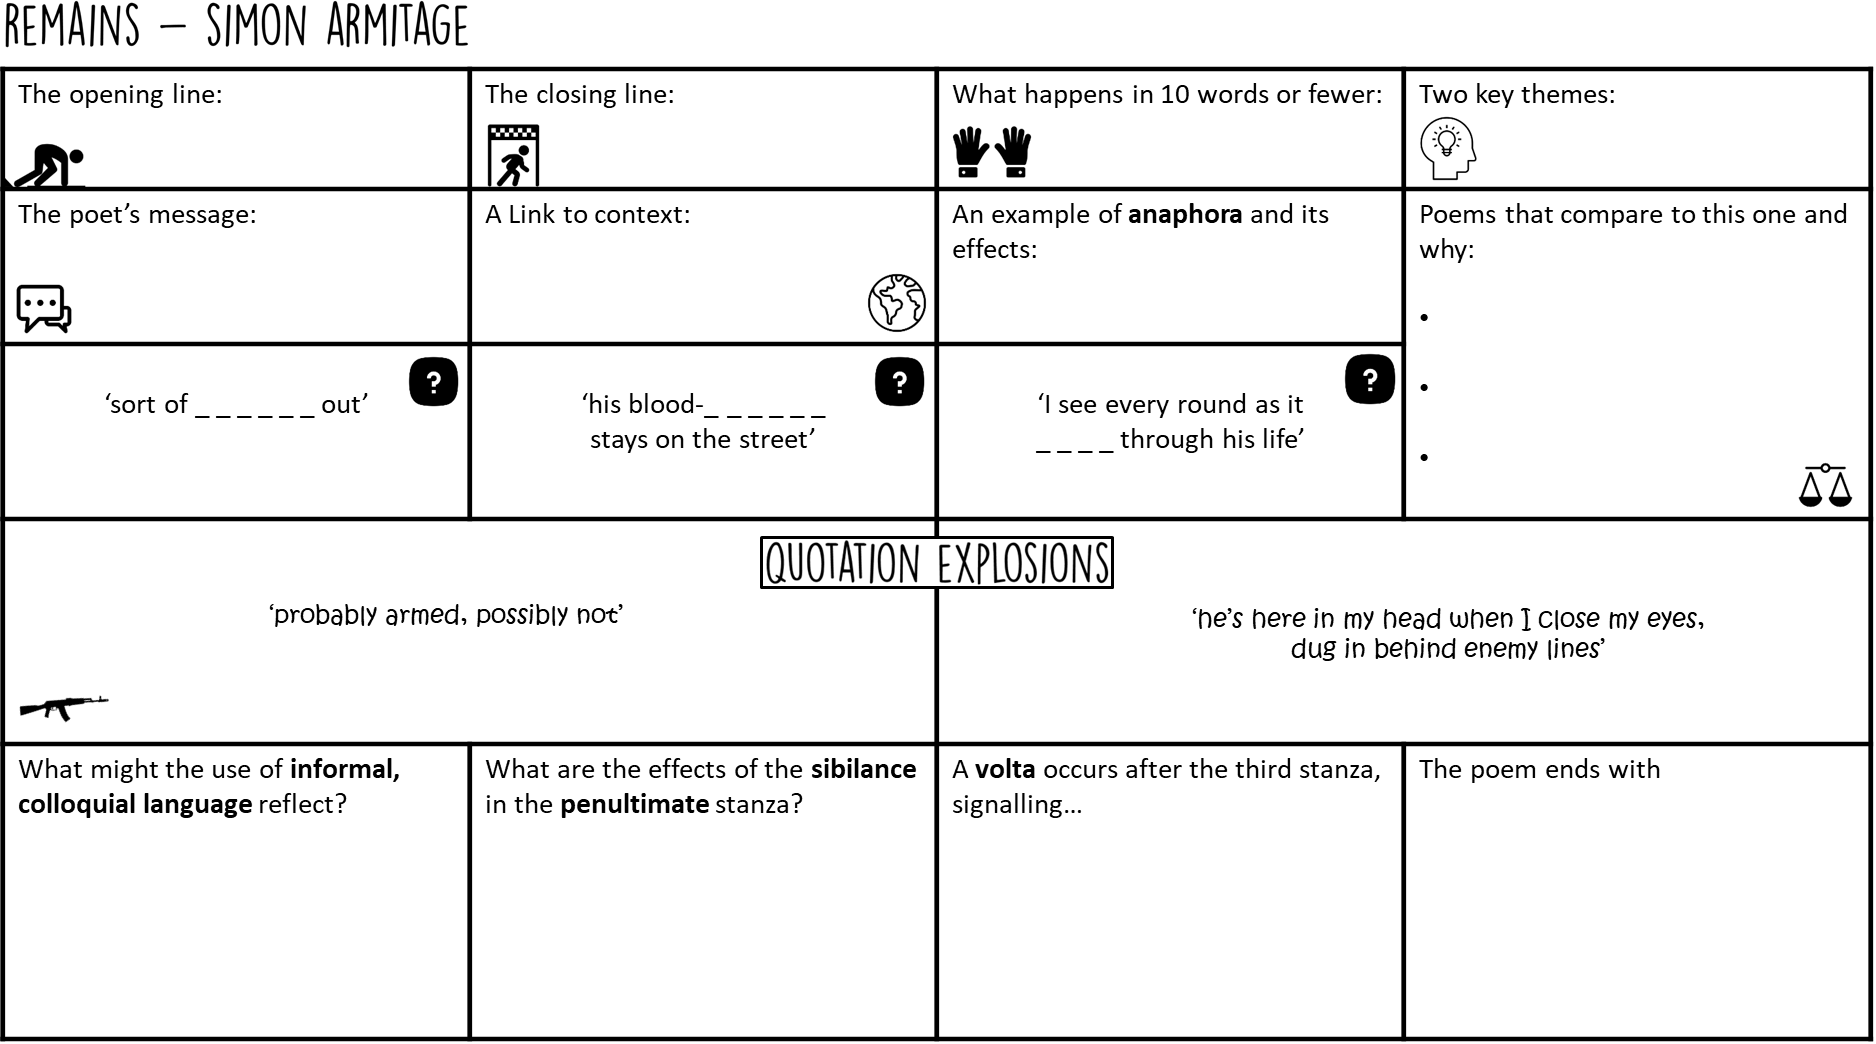 REMAINS – SIMON ARMITAGE
The opening line:
The closing line:
What happens in 10 words or fewer:
Two key themes:
The poet's message:
A Link to context:
An example of anaphora and its
effects:
Poems that compare to this one and
why:
•
•
•
?
'sort of _ _ _ _ _ _ out'
?
'his blood-_ _ _ _ _ _
stays on the street'
?
'I see every round as it
_ _ _ _ through his life'
QUOTATION EXPLOSIONS
'probably armed, possibly not'
'he's here in my head when I close my eyes,
dug in behind enemy lines'
What might the use of informal,
colloquial language reflect?
What are the effects of the sibilance
in the penultimate stanza?
A volta occurs after the third stanza,
signalling…
The poem ends with